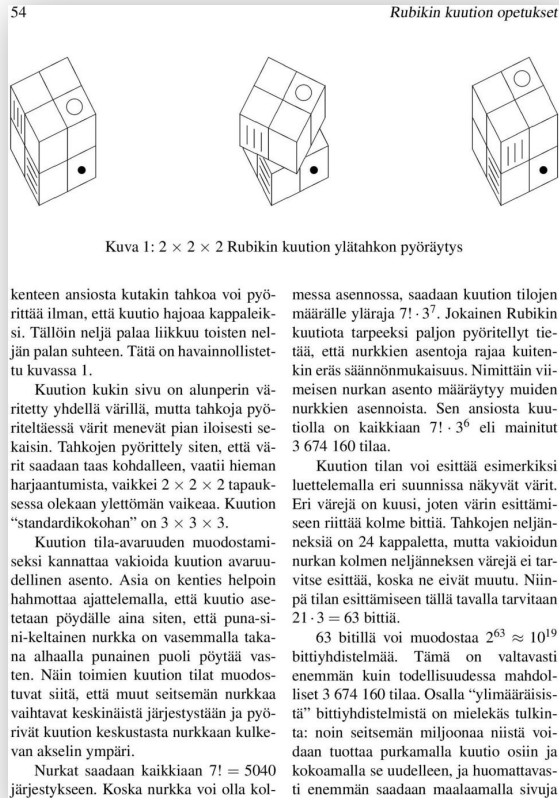 54
Rubikin kuution opetukset
Kuva 1: 2 × 2 × 2 Rubikin kuution ylätahkon pyöräytys
kenteen ansiosta kutakin tahkoa voi pyö-
rittää ilman, että kuutio hajoaa kappaleik-
si. Tällöin neljä palaa liikkuu toisten nel-
jän palan suhteen. Tätä on havainnollistet-
tu kuvassa 1.
Kuution kukin sivu on alunperin vä-
ritetty yhdellä värillä, mutta tahkoja pyö-
riteltäessä värit menevät pian iloisesti se-
kaisin. Tahkojen pyörittely siten, että vä-
rit saadaan taas kohdalleen, vaatii hieman
harjaantumista, vaikkei 2 × 2 × 2 tapauk-
sessa olekaan ylettömän vaikeaa. Kuution
“standardikokohan” on 3 × 3 × 3.
Kuution tila-avaruuden muodostami-
seksi kannattaa vakioida kuution avaruu-
dellinen asento. Asia on kenties helpoin
hahmottaa ajattelemalla, että kuutio ase-
tetaan pöydälle aina siten, että puna-si-
ni-keltainen nurkka on vasemmalla taka-
na alhaalla punainen puoli pöytää vas-
ten. Näin toimien kuution tilat muodos-
tuvat siitä, että muut seitsemän nurkkaa
vaihtavat keskinäistä järjestystään ja pyö-
rivät kuution keskustasta nurkkaan kulke-
van akselin ympäri.
Nurkat saadaan kaikkiaan 7! = 5040
järjestykseen. Koska nurkka voi olla kol-
messa asennossa, saadaan kuution tilojen
määrälle yläraja 7! · 3⁷. Jokainen Rubikin
kuutiota tarpeeksi paljon pyöritellyt tie-
tää, että nurkkien asentoja rajaa kuiten-
kin eräs säännönmukaisuus. Nimittäin vii-
meisen nurkan asento määräytyy muiden
nurkkien asennoista. Sen ansiosta kuu-
tiolla on kaikkiaan 7! · 3⁶ eli mainitut
3 674 160 tilaa.
Kuution tilan voi esittää esimerkiksi
luettelemalla eri suunnissa näkyvät värit.
Eri värejä on kuusi, joten värin esittämi-
seen riittää kolme bittiä. Tahkojen neljän-
neksiä on 24 kappaletta, mutta vakioidun
nurkan kolmen neljänneksen värejä ei tar-
vitse esittää, koska ne eivät muutu. Niin-
pä tilan esittämiseen tällä tavalla tarvitaan
21 · 3 = 63 bittiä.
63 bitillä voi muodostaa 2⁶³ ≈ 10¹⁹
bittiyhdistelmää. Tämä on valtavasti
enemmän kuin todellisuudessa mahdol-
liset 3 674 160 tilaa. Osalla “ylimääräisis-
tä” bittiyhdistelmistä on mielekäs tulkin-
ta: noin seitsemän miljoonaa niistä voi-
daan tuottaa purkamalla kuutio osiin ja
kokoamalla se uudelleen, ja huomattavas-
ti enemmän saadaan maalaamalla sivuja